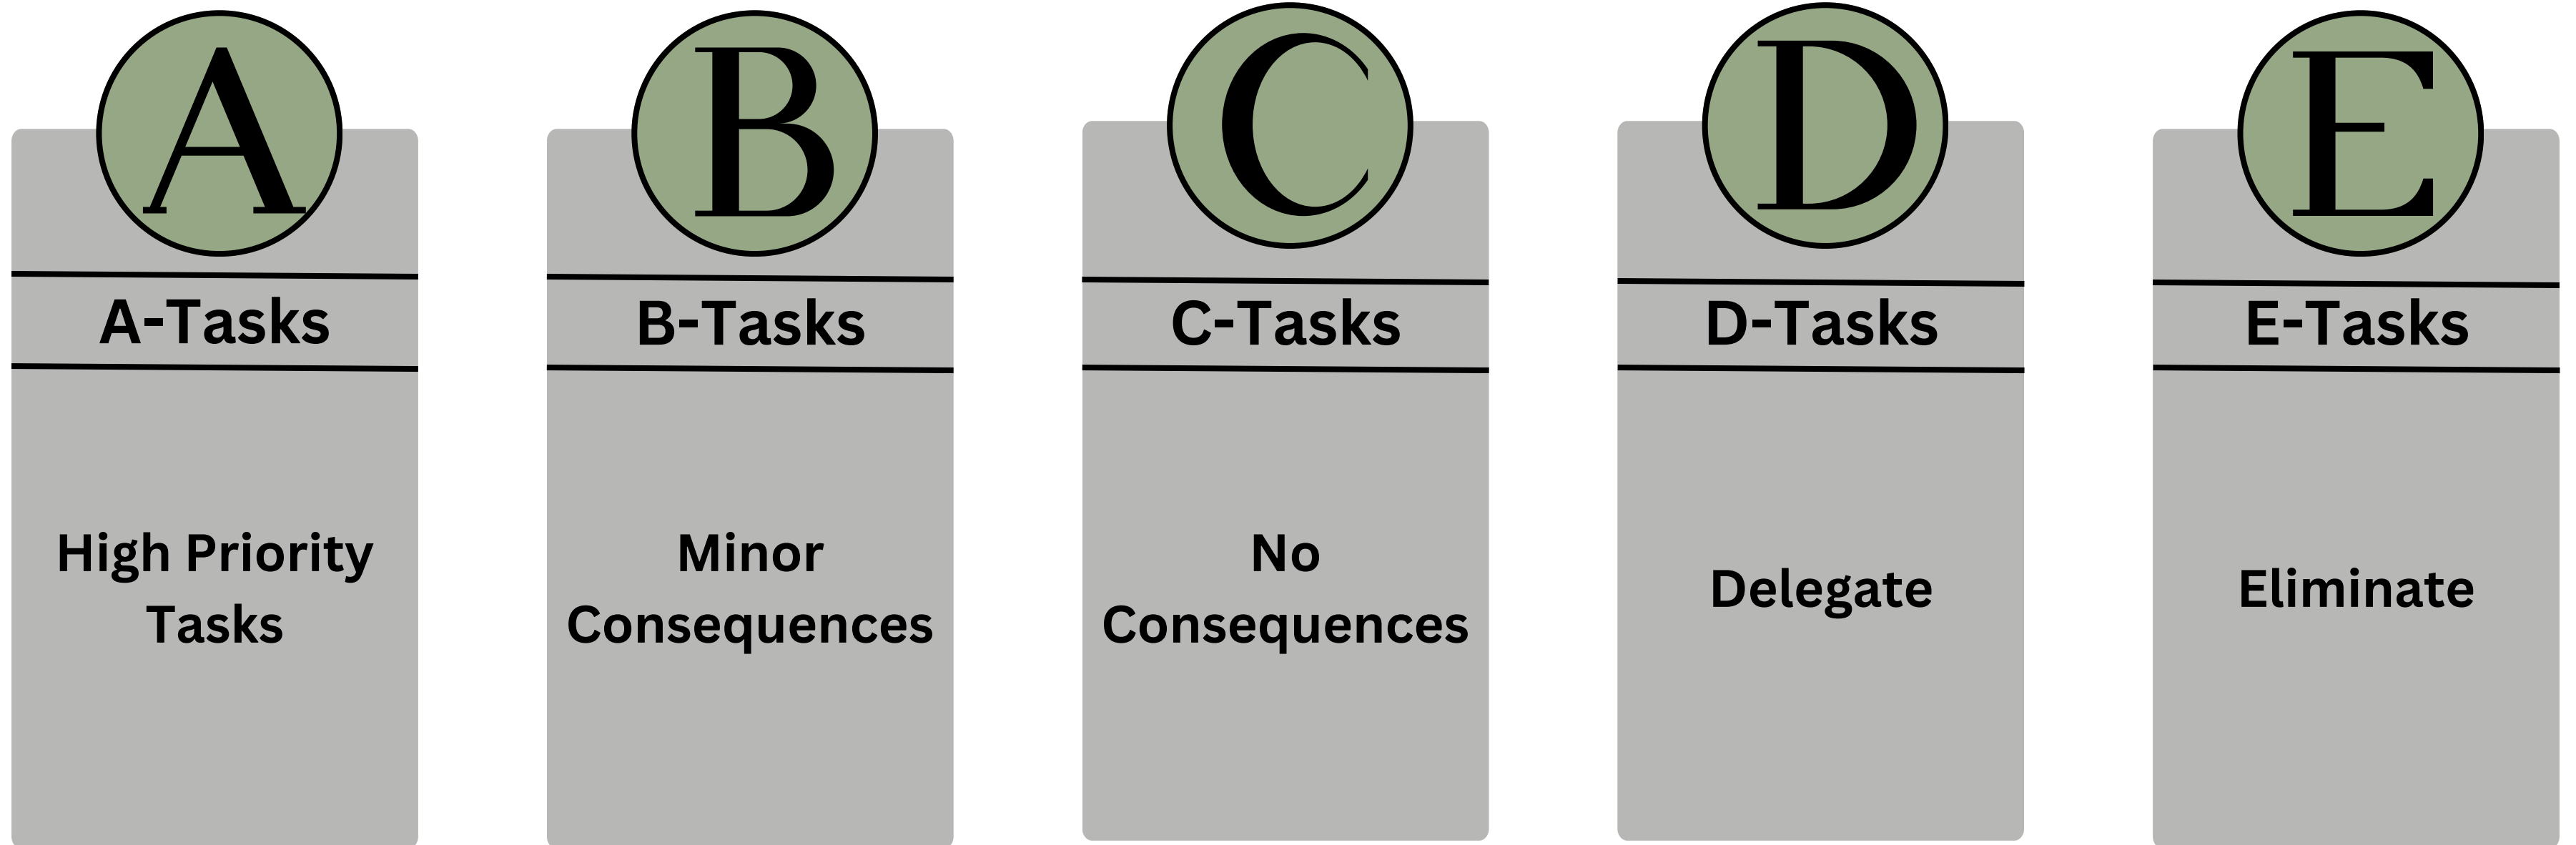 A
A-Tasks
High Priority
Tasks
B
B-Tasks
Minor
Consequences
C
C-Tasks
No
Consequences
D
D-Tasks
Delegate
E
E-Tasks
Eliminate